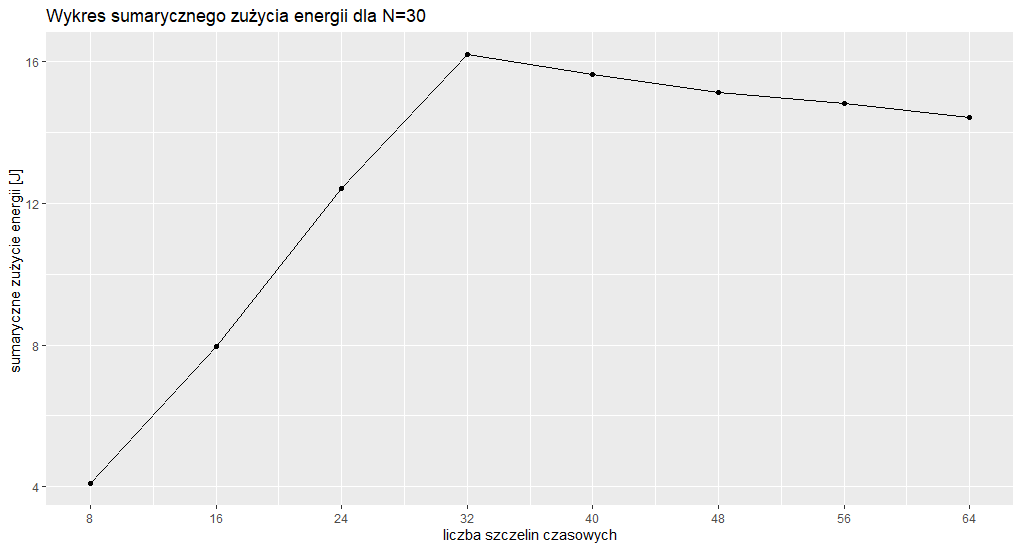 Wykres sumarycznego zużycia energii dla N=30
sumaryczne zużycie energii [J]
16
12
8
4
8 16 24 32 40 48 56 64
liczba szczelin czasowych